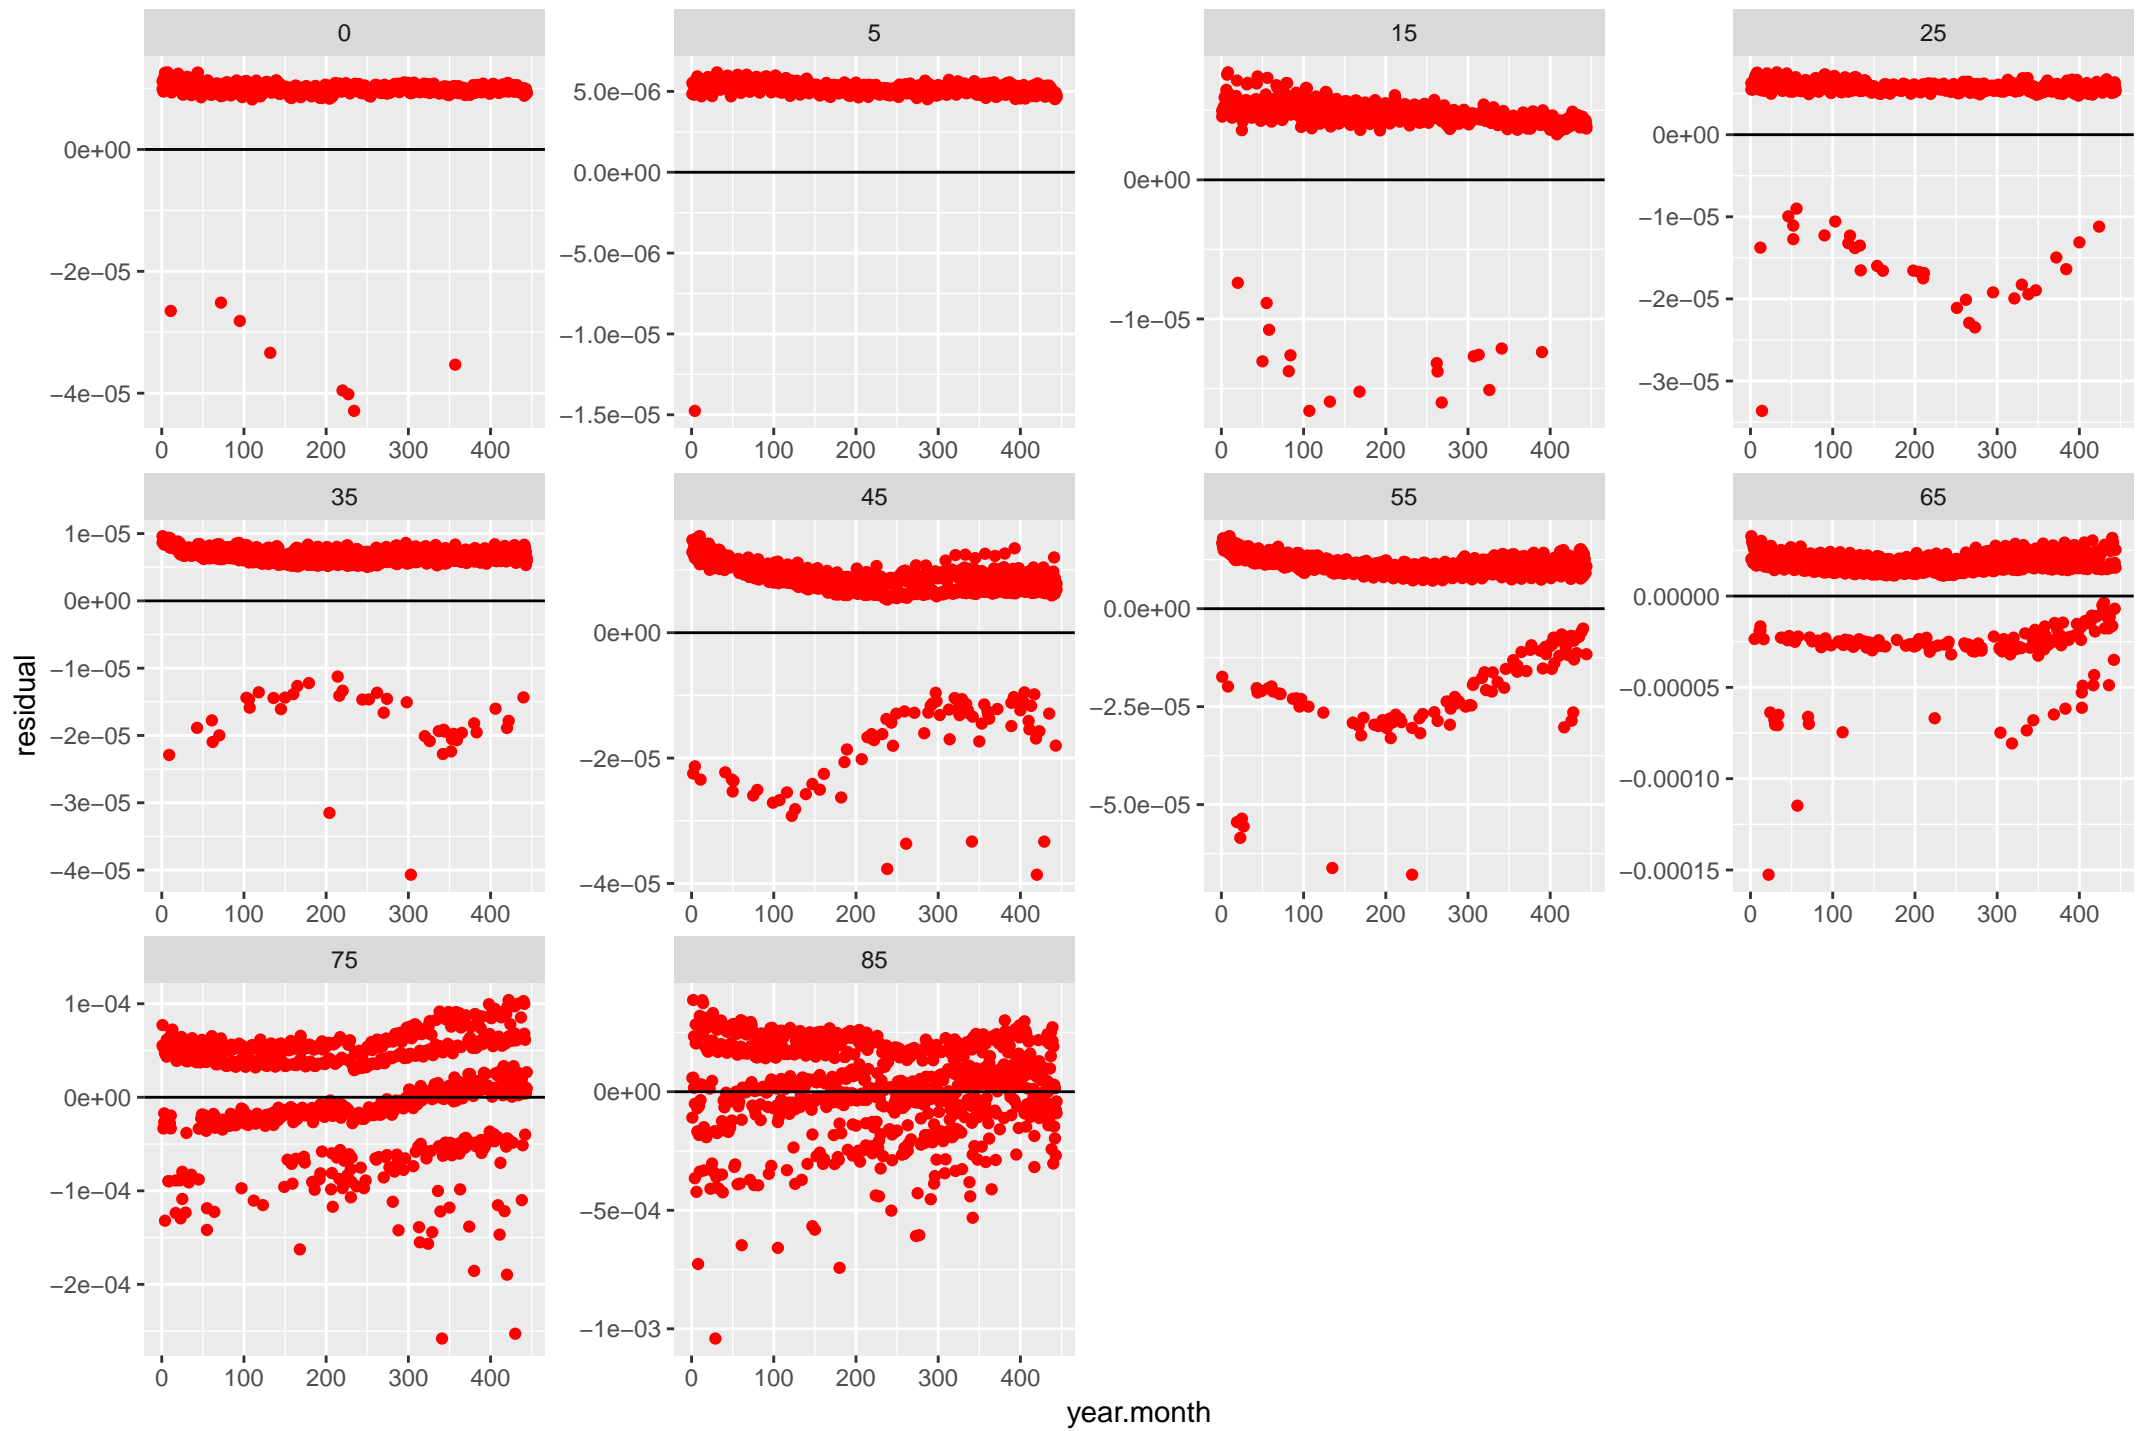 0 5 15 25
0e+00 −2e−05 −4e−05
5.0e−06 0.0e+00 −5.0e−06 −1.0e−05 −1.5e−05
0e+00 −1e−05
0e+00 −1e−05 −2e−05 −3e−05
0 100 200 300 400 0 100 200 300 400 0 100 200 300 400 0 100 200 300 400
35 45 55 65
residual
1e−05 0e+00 −1e−05 −2e−05 −3e−05 −4e−05
0e+00 −2e−05 −4e−05
0.0e+00 −2.5e−05 −5.0e−05
0.00000 −0.00005 −0.00010 −0.00015
0 100 200 300 400 0 100 200 300 400 0 100 200 300 400 0 100 200 300 400
75 85
1e−04 0e+00 −1e−04 −2e−04
0e+00 −5e−04 −1e−03
0 100 200 300 400 0 100 200 300 400
year.month